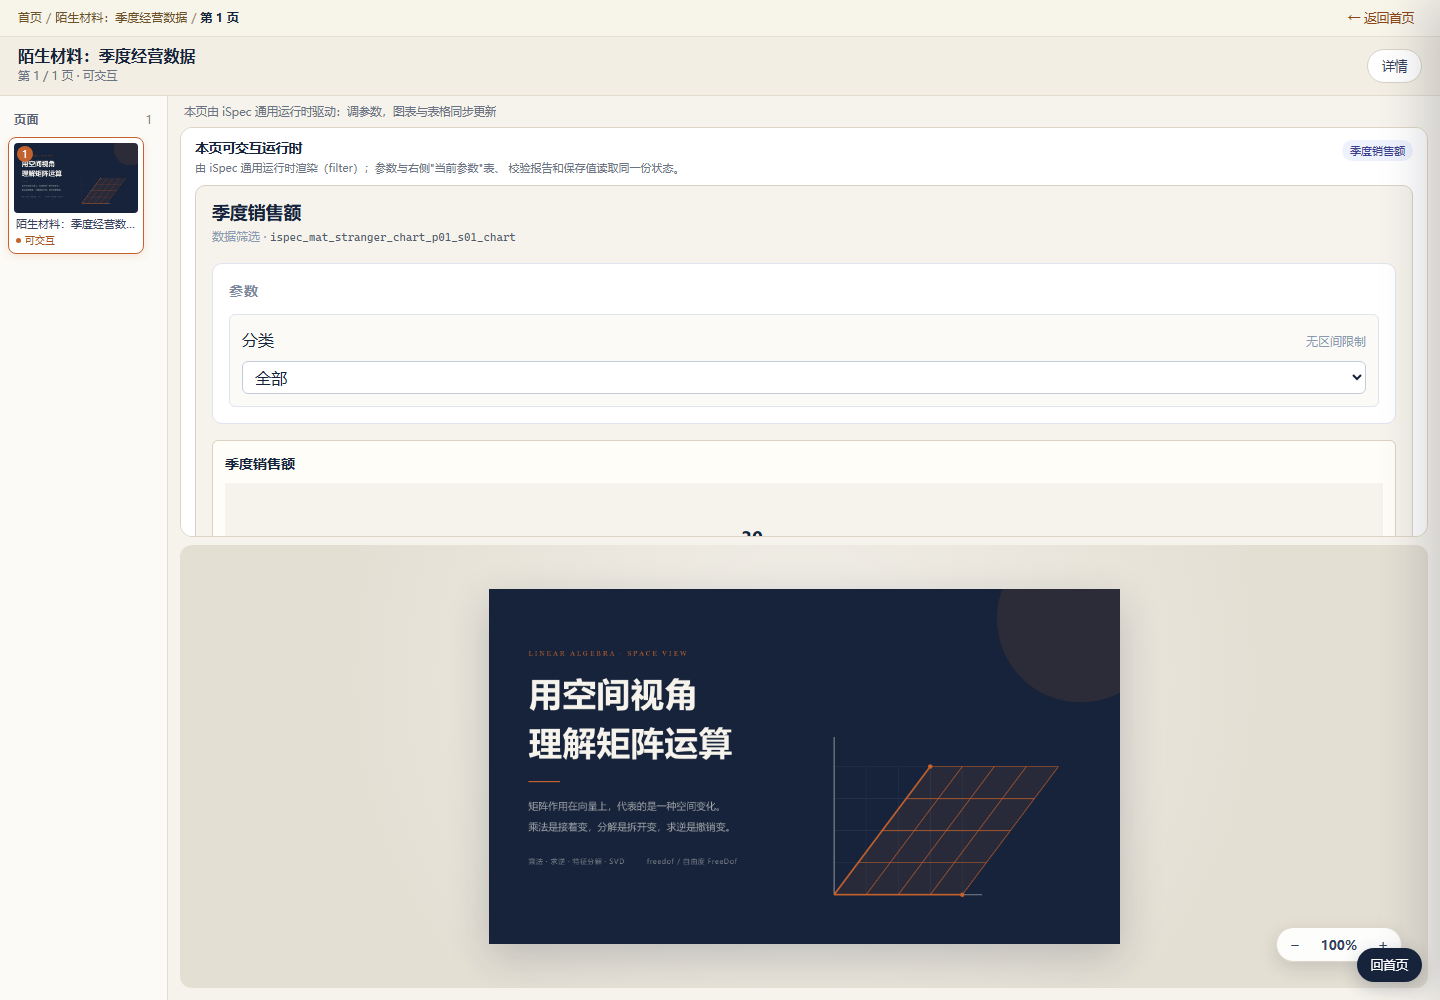 首页 / 陌生材料：季度经营数据 / 第 1 页
← 返回首页
陌生材料：季度经营数据
第 1 / 1 页 · 可交互
详情
页面
1
1
用空间视角
理解矩阵运算
陌生材料：季度经营数...
可交互
本页由 iSpec 通用运行时驱动：调参数，图表与表格同步更新
本页可交互运行时
由 iSpec 通用运行时渲染（filter）；参数与右侧"当前参数"表、 校验报告和保存值读取同一份状态。
季度销售额
季度销售额
数据筛选 · ispec_mat_stranger_chart_p01_s01_chart
参数
分类
无区间限制
全部
季度销售额
LINEAR ALGEBRA · SPACE VIEW
用空间视角
理解矩阵运算
矩阵作用在向量上，代表的是一种空间变化。
乘法是接着变，分解是拆开变，求逆是撤销变。
乘法 · 求逆 · 特征分解 · SVD
freedof / 自由度 FreeDof
− 100% +
回首页